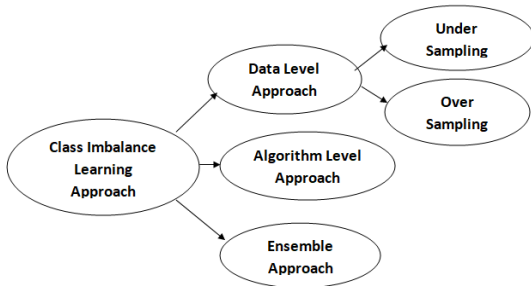 Under
Sampling
Data Level
Approach
Over
Sampling
Class Imbalance
Learning
Approach
Algorithm Level
Approach
Ensemble
Approach